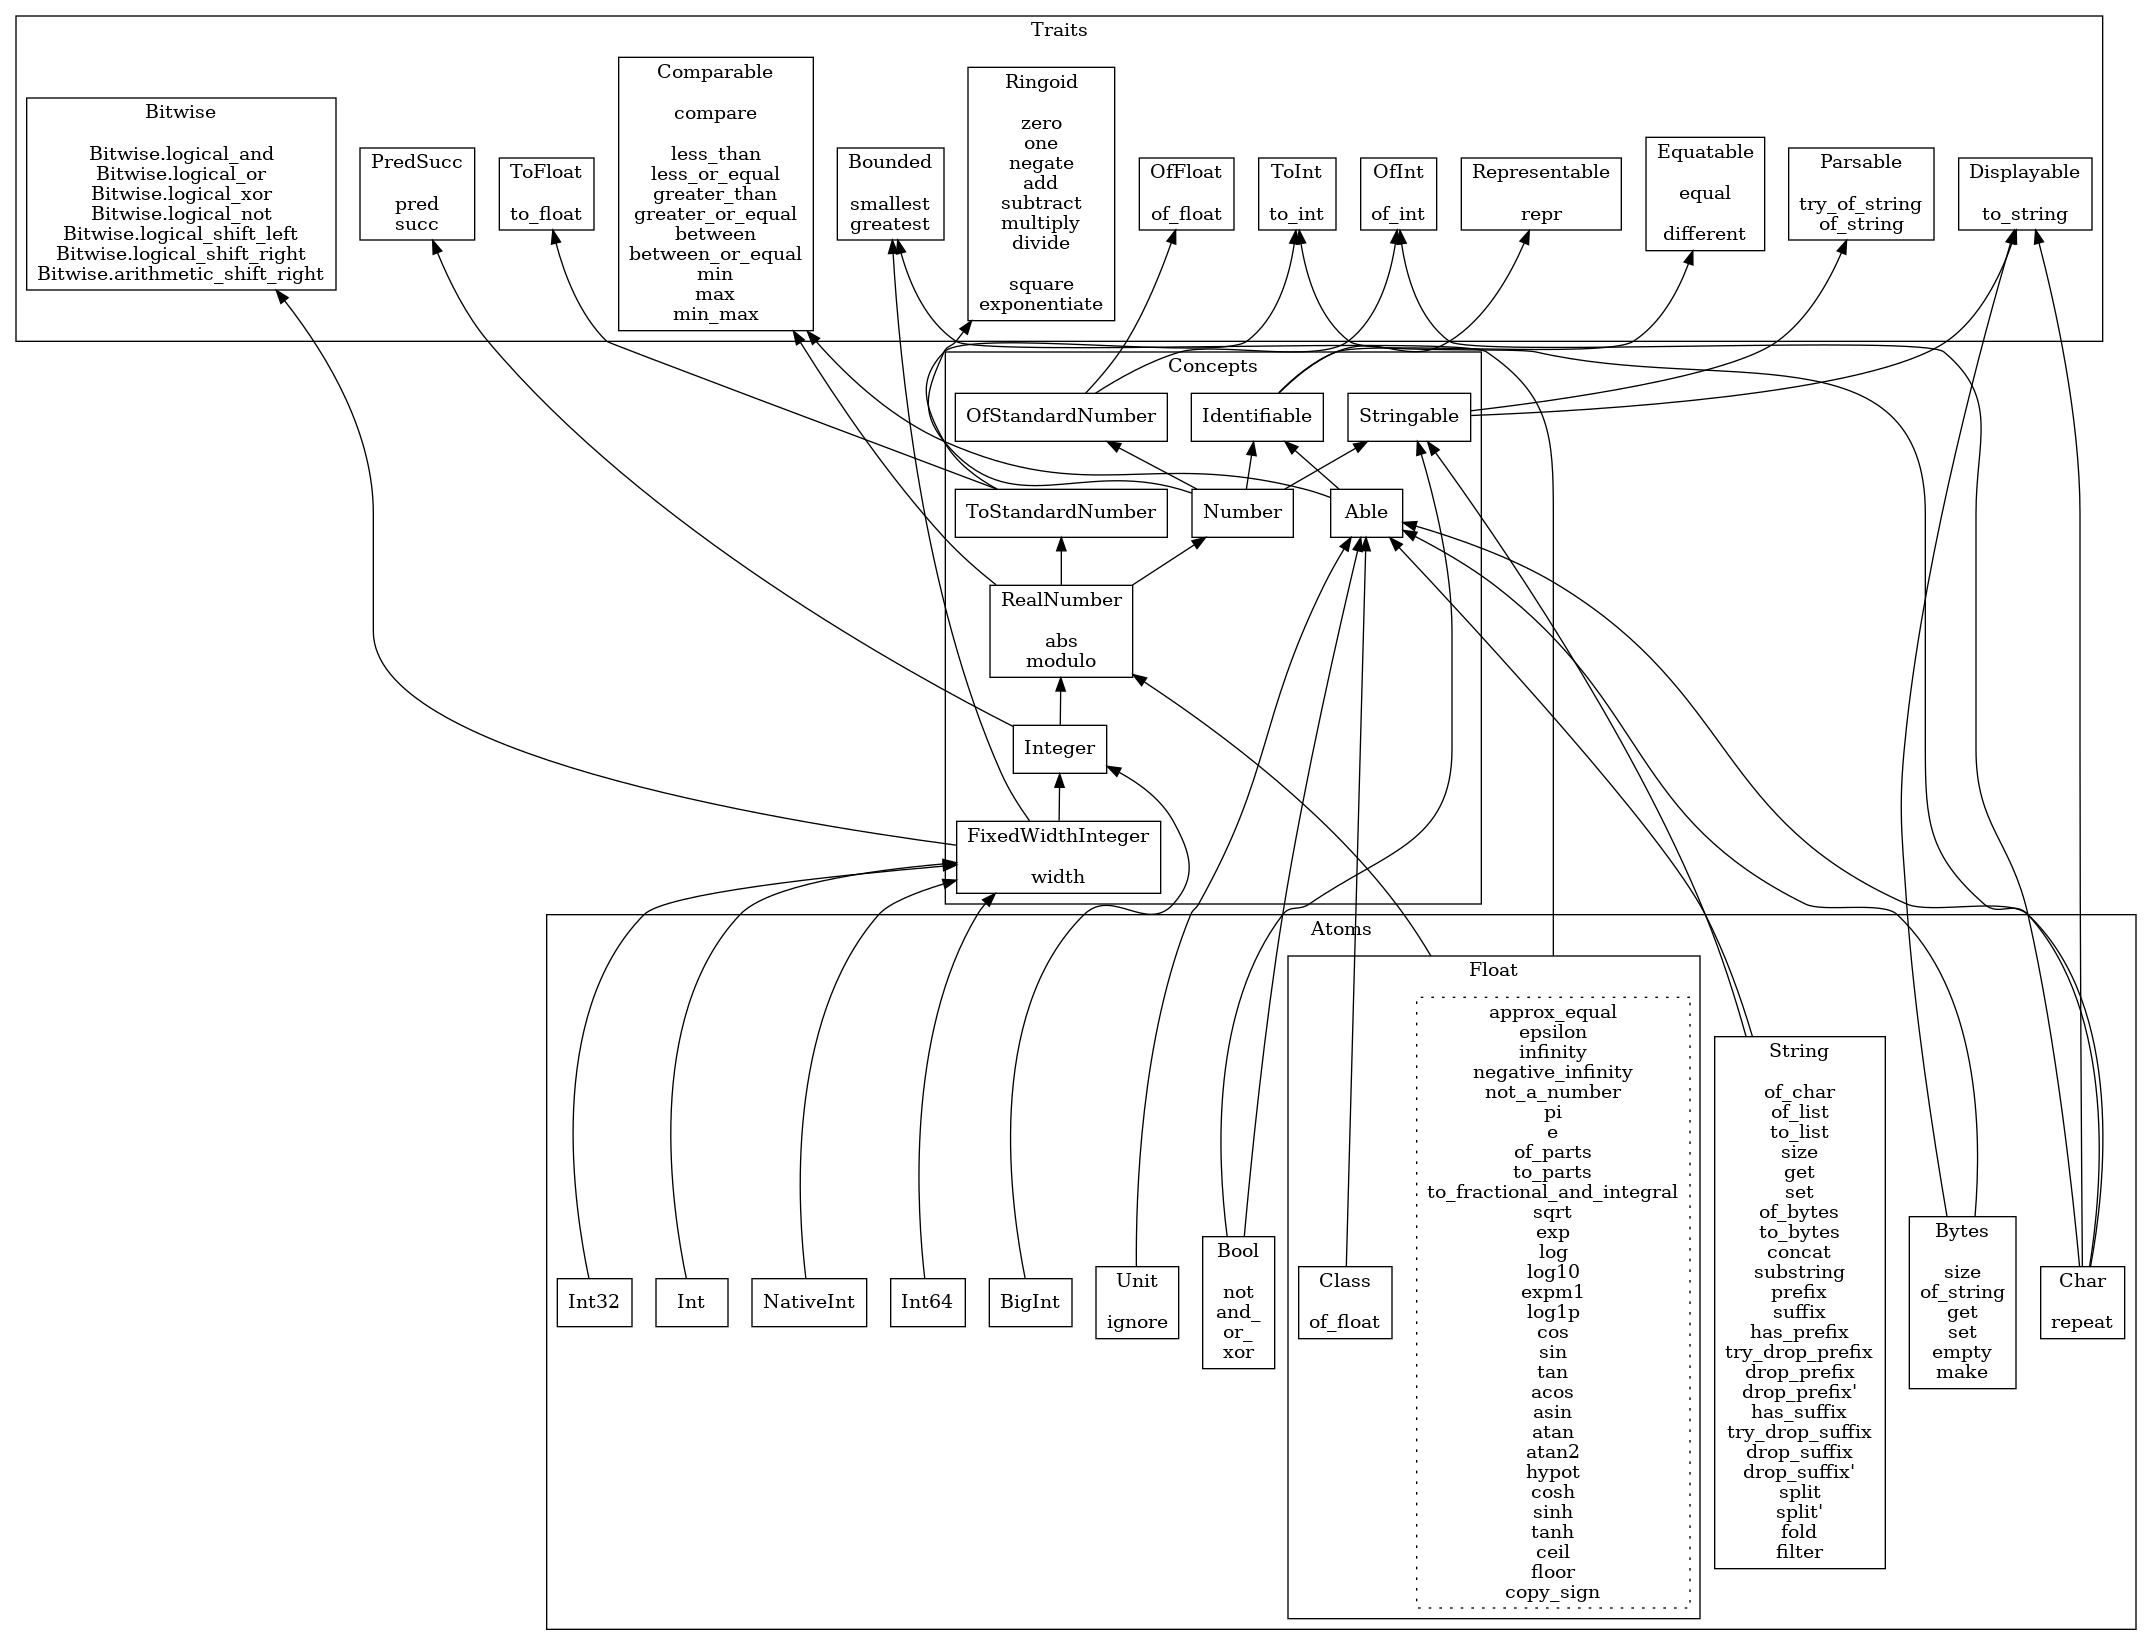 Traits
Bitwise
Bitwise.logical_and
Bitwise.logical_or
Bitwise.logical_xor
Bitwise.logical_not
Bitwise.logical_shift_left
Bitwise.logical_shift_right
Bitwise.arithmetic_shift_right
PredSucc
pred
succ
ToFloat
to_float
Comparable
compare
less_than
less_or_equal
greater_than
greater_or_equal
between
between_or_equal
min
max
min_max
Bounded
smallest
greatest
Ringoid
zero
one
negate
add
subtract
multiply
divide
square
exponentiate
OfFloat
of_float
ToInt
to_int
OfInt
of_int
Representable
repr
Equatable
equal
different
Parsable
try_of_string
of_string
Displayable
to_string
Concepts
OfStandardNumber
Identifiable
Stringable
ToStandardNumber
Number
Able
RealNumber
abs
modulo
Integer
FixedWidthInteger
width
Atoms
Int32
Int
NativeInt
Int64
BigInt
Unit
ignore
Bool
not
and_
or_
xor
Float
Class
of_float
approx_equal
epsilon
infinity
negative_infinity
not_a_number
pi
e
of_parts
to_parts
to_fractional_and_integral
sqrt
exp
log
log10
expm1
log1p
cos
sin
tan
acos
asin
atan
atan2
hypot
cosh
sinh
tanh
ceil
floor
copy_sign
String
of_char
of_list
to_list
size
get
set
of_bytes
to_bytes
concat
substring
prefix
suffix
has_prefix
try_drop_prefix
drop_prefix
drop_prefix'
has_suffix
try_drop_suffix
drop_suffix
drop_suffix'
split
split'
fold
filter
Bytes
size
of_string
get
set
empty
make
Char
repeat